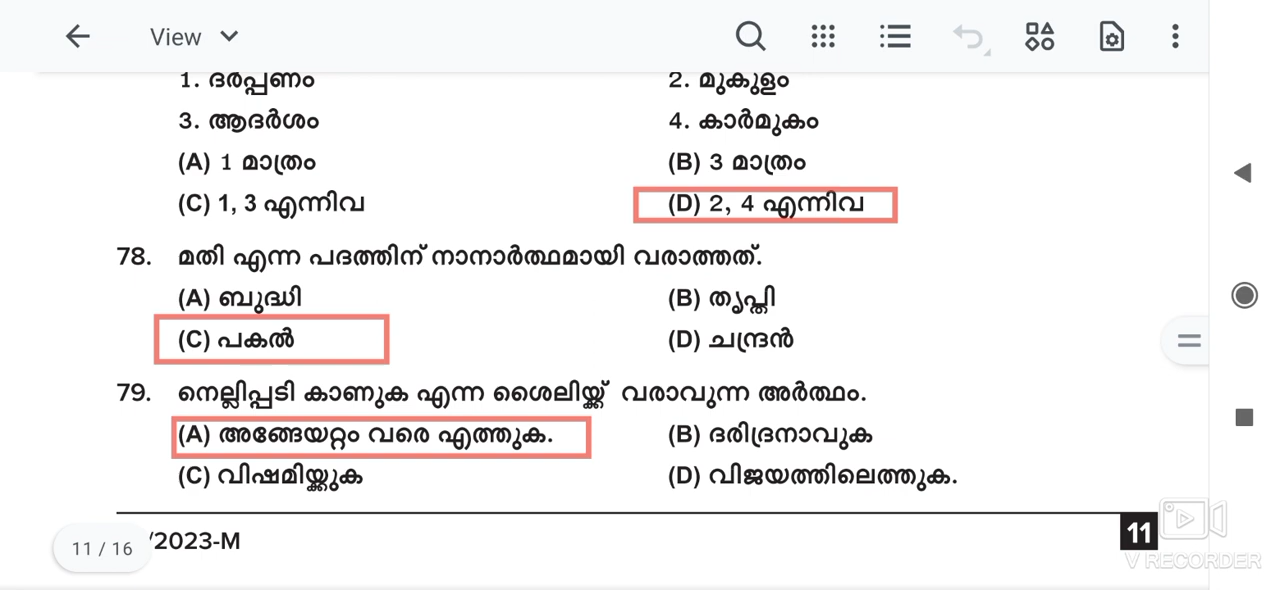 View
1. ദർപ്പണം 2. മുകുളം
3. ആദർശം 4. കാർമുകം
(A) 1 മാത്രം (B) 3 മാത്രം
(C) 1, 3 എന്നിവ (D) 2, 4 എന്നിവ
78. മതി എന്ന പദത്തിന് നാനാർത്ഥമായി വരാത്തത്.
(A) ബുദ്ധി (B) തൃപ്തി
(C) പകൽ (D) ചന്ദ്രൻ
79. നെല്ലിപ്പടി കാണുക എന്ന ശൈലിയ്ക്ക് വരാവുന്ന അർത്ഥം.
(A) അങ്ങേയറ്റം വരെ എത്തുക. (B) ദരിദ്രനാവുക
(C) വിഷമിയ്ക്കുക (D) വിജയത്തിലെത്തുക.
11 / 16 /2023-M 11
V RECORDER